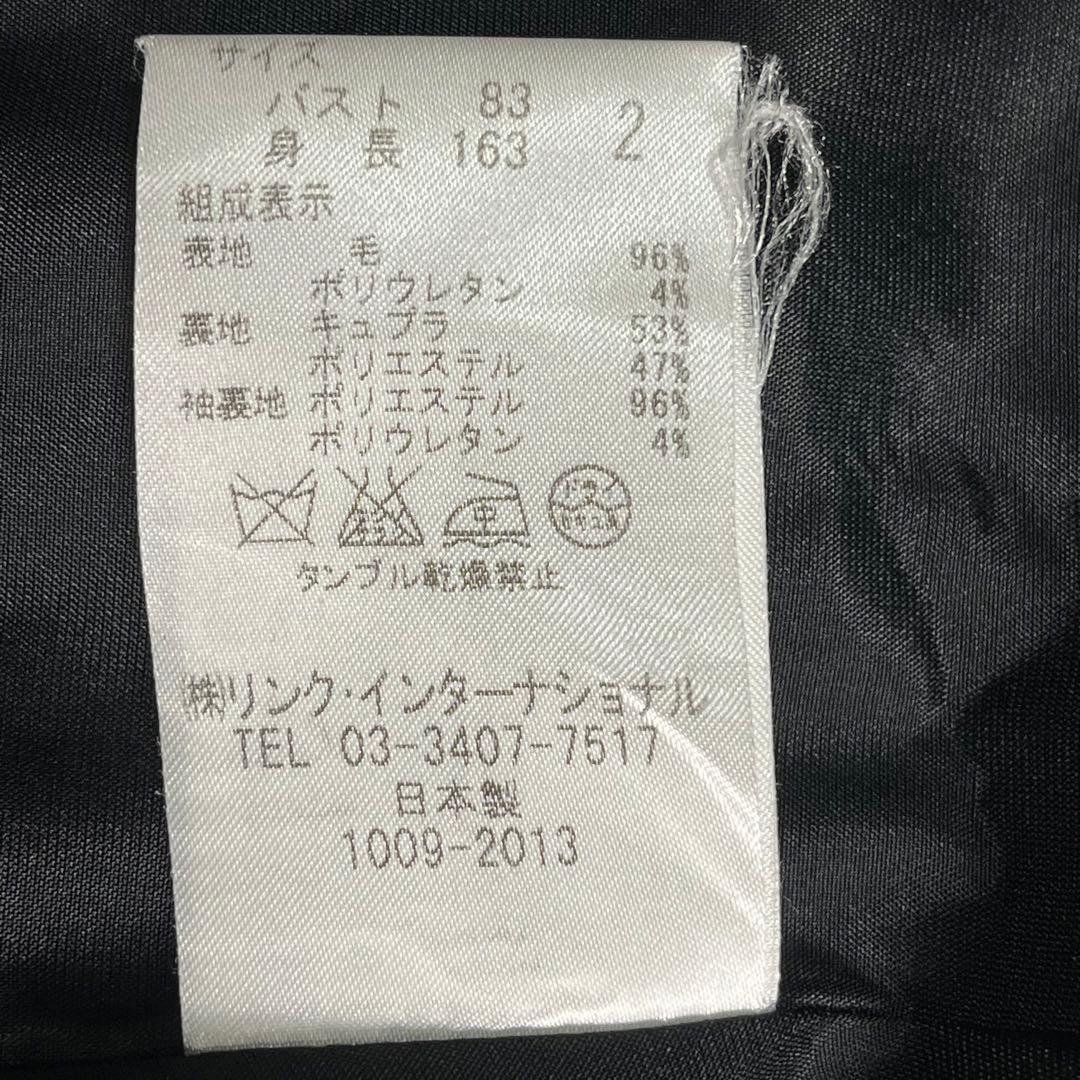 サイズ
バスト 83 2
身 長 163
組成表示
表地 毛 96%
ポリウレタン 4%
裏地 キュプラ 53%
ポリエステル 47%
袖裏地 ポリエステル 96%
ポリウレタン 4%
中
タンブル乾燥禁止
㈱リンク・インターナショナル
TEL 03-3407-7517
日本製
1009-2013